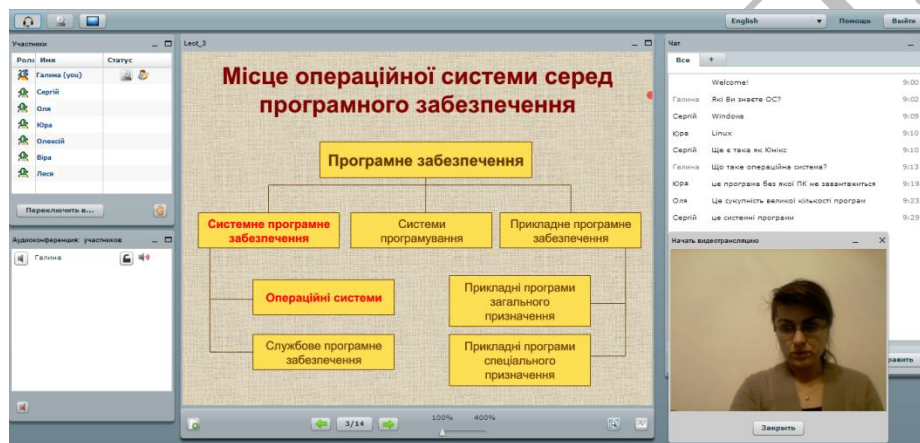 English
Помощь
Выйти
Участники
Роль Имя Статус
Галина (you)
Сергій
Оля
Юра
Олексій
Віра
Леся
Переключить в...
Аудиоконференция: участников
Галина
Lect_3
Місце операційної системи серед
програмного забезпечення
Програмне забезпечення
Системне програмне
забезпечення
Системи
програмування
Прикладне програмне
забезпечення
Операційні системи
Службове програмне
забезпечення
Прикладні програми
загального
призначення
Прикладні програми
спеціального
призначення
3/14
100% 400%
Чат
Все +
Welcome! 9:00
Галина Які Ви знаєте ОС? 9:02
Сергій Windows 9:09
Юра Linux 9:10
Сергій Ще є така як Юнікс 9:10
Галина Що таке операційна система? 9:13
Юра це програма без якої ПК не завантажиться 9:19
Оля Це сукупність великої кількості програм 9:23
Сергій це системні програми 9:29
Начать видеотрансляцию
Закрыть